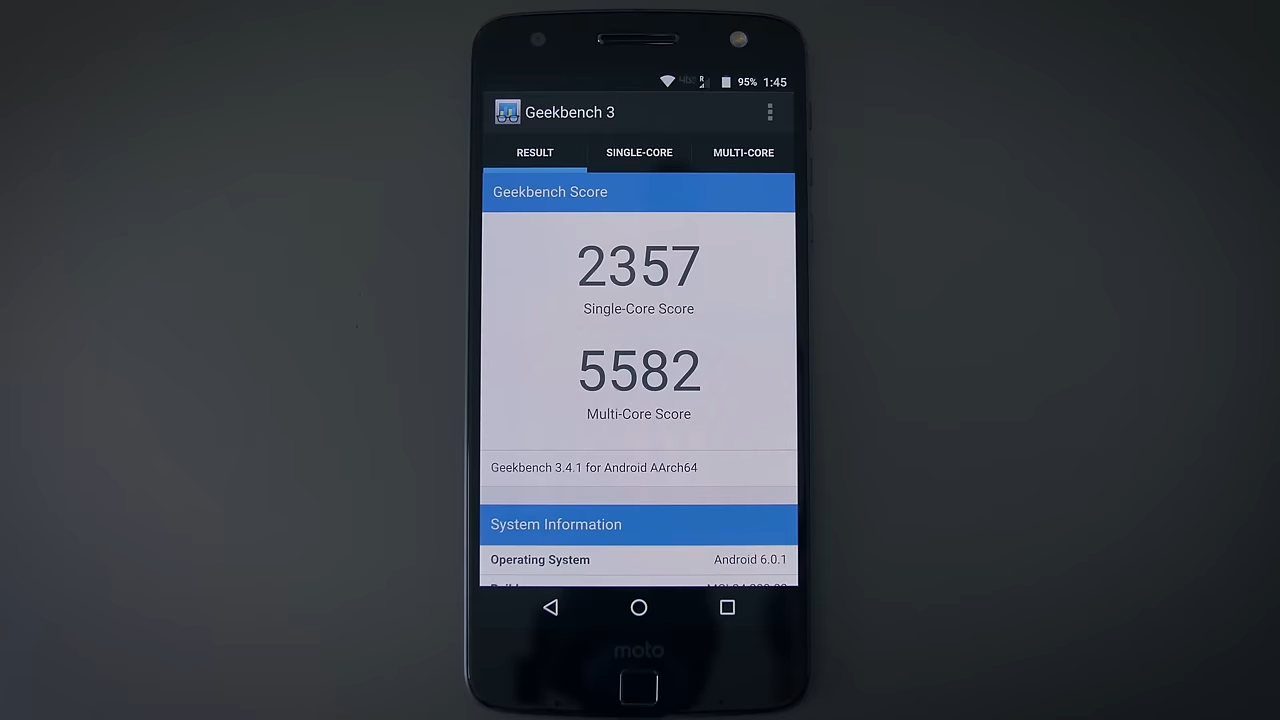 R 95% 1:45
Geekbench 3
RESULT SINGLE-CORE MULTI-CORE
Geekbench Score
2357
Single-Core Score
5582
Multi-Core Score
Geekbench 3.4.1 for Android AArch64
System Information
Operating System Android 6.0.1
moto